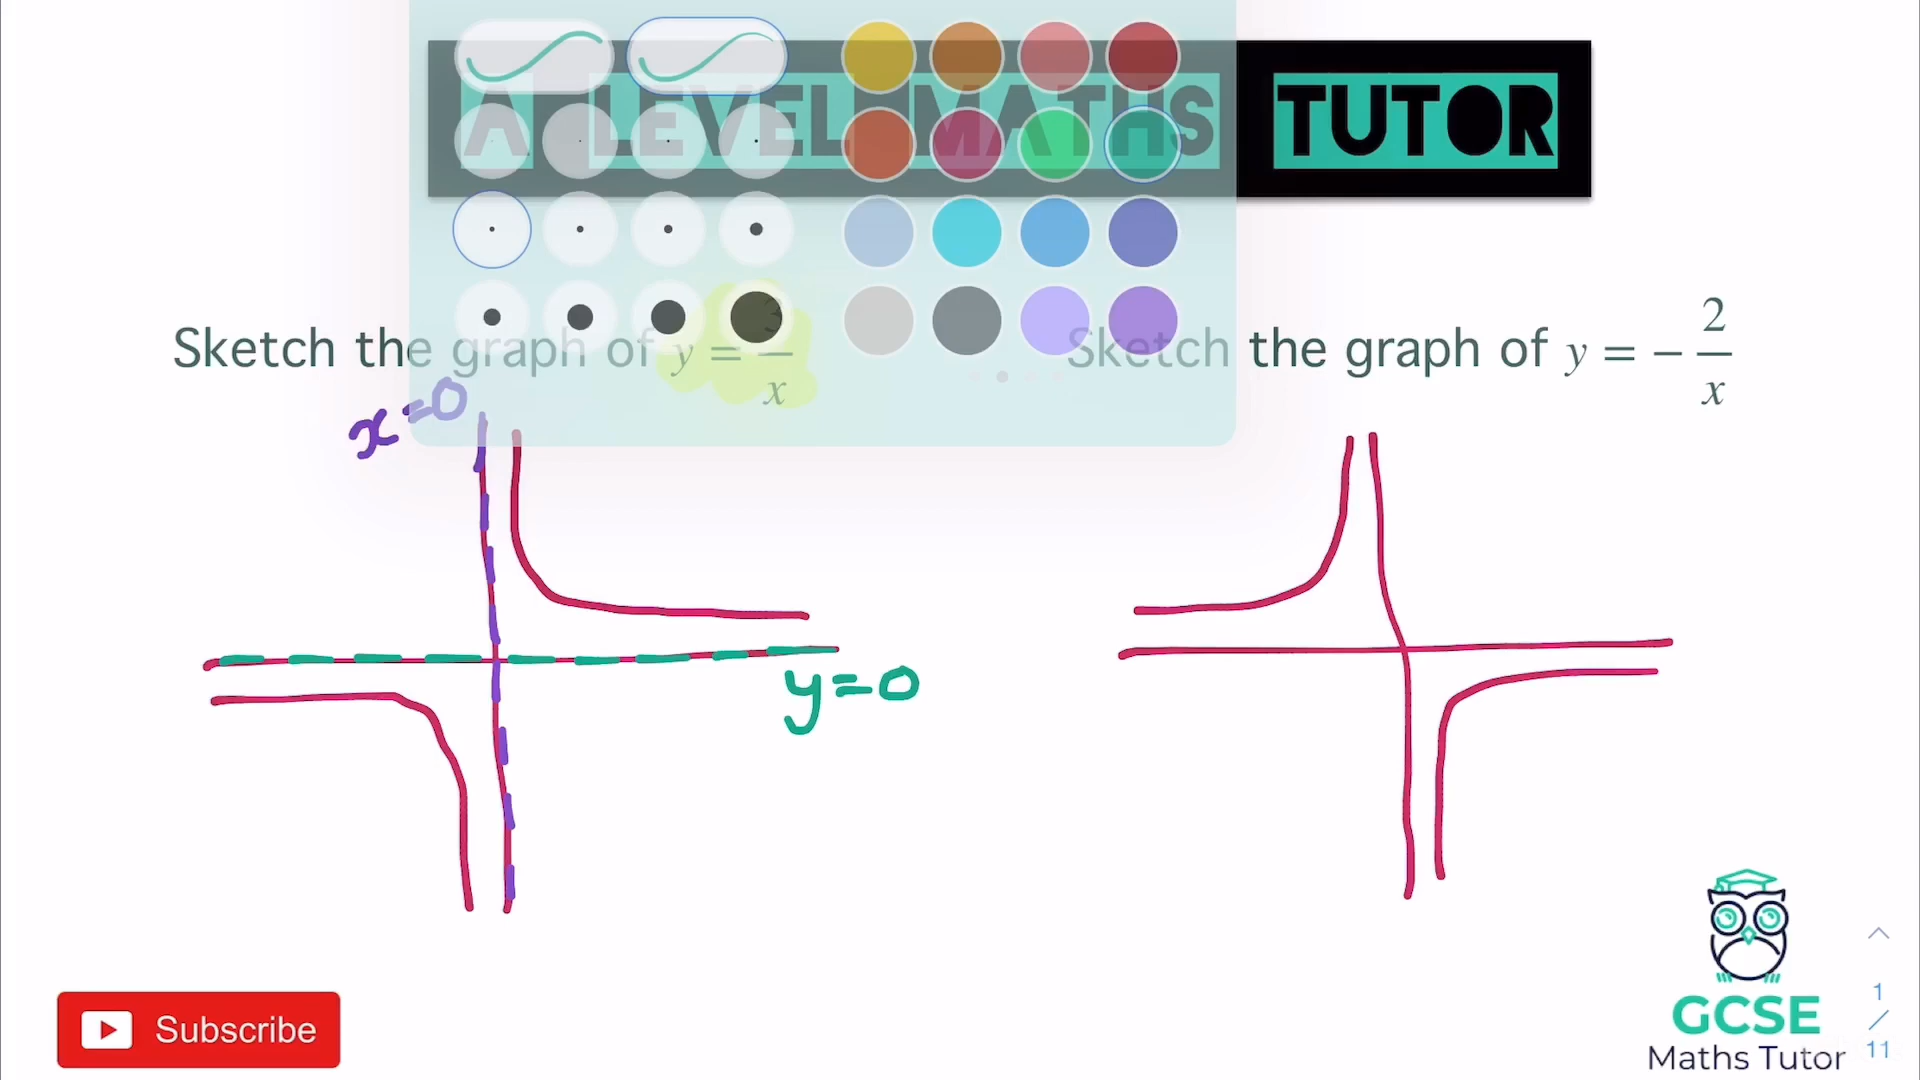 A LEVEL MATHS TUTOR
Sketch the graph of y = 3/x
Sketch the graph of y = − 2/x
x=0
y=0
Subscribe
GCSE
Maths Tutor
1
/
11